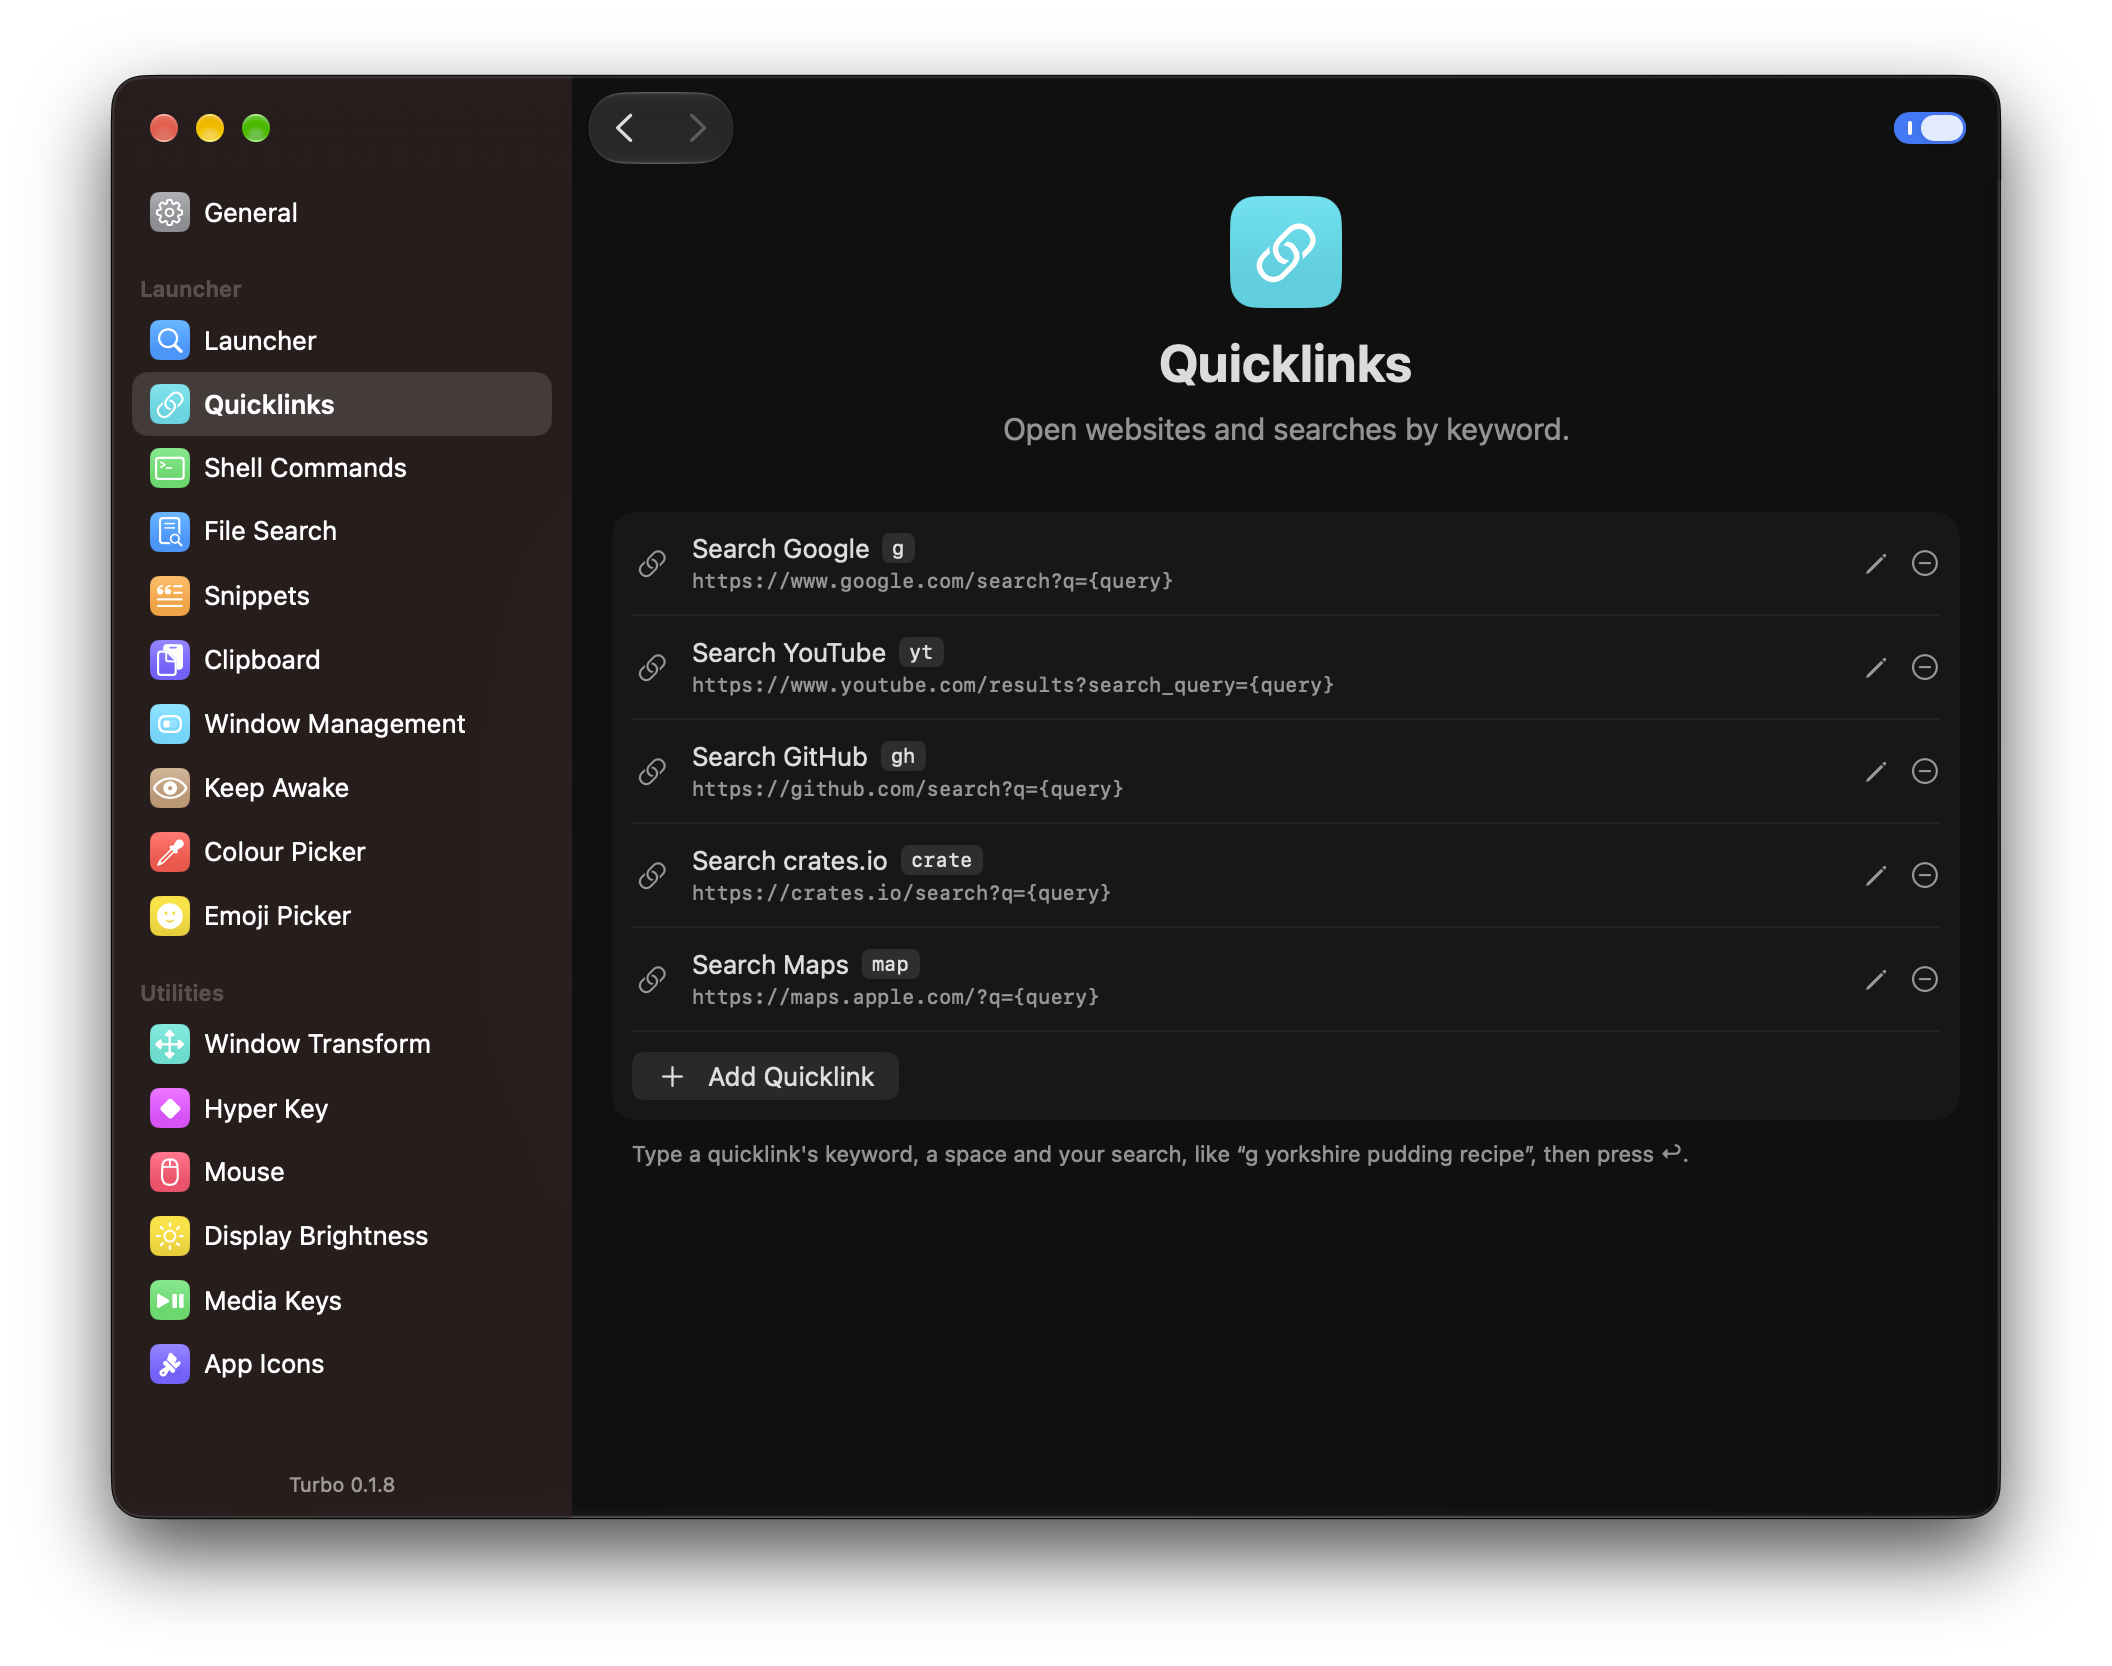 General
Launcher
Launcher
Quicklinks
Shell Commands
File Search
Snippets
Clipboard
Window Management
Keep Awake
Colour Picker
Emoji Picker
Utilities
Window Transform
Hyper Key
Mouse
Display Brightness
Media Keys
App Icons
Turbo 0.1.8
Quicklinks
Open websites and searches by keyword.
Search Google g
https://www.google.com/search?q={query}
Search YouTube yt
https://www.youtube.com/results?search_query={query}
Search GitHub gh
https://github.com/search?q={query}
Search crates.io crate
https://crates.io/search?q={query}
Search Maps map
https://maps.apple.com/?q={query}
+ Add Quicklink
Type a quicklink's keyword, a space and your search, like “g yorkshire pudding recipe”, then press ↩.